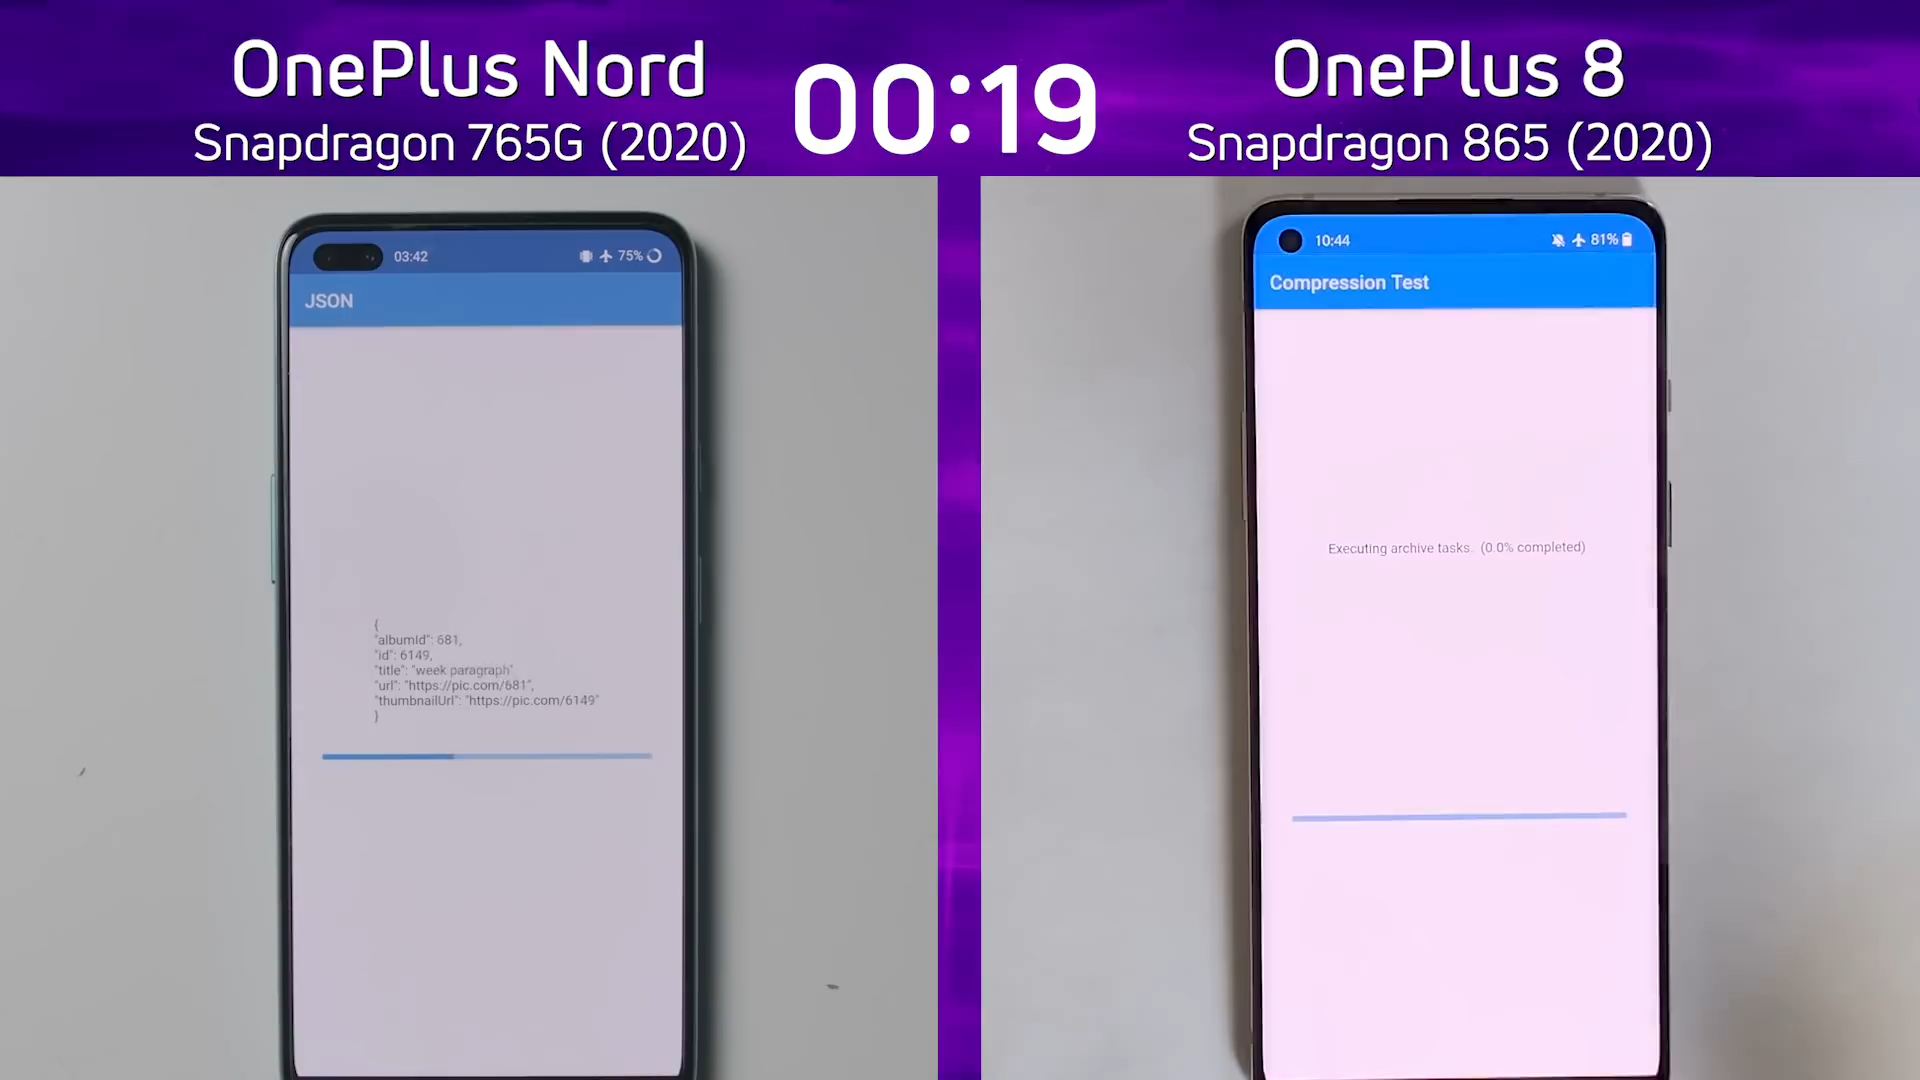 OnePlus Nord
Snapdragon 765G (2020)
00:19
OnePlus 8
Snapdragon 865 (2020)
03:42
75%
JSON
{
"albumId": 681,
"id": 6149,
"title": "week paragraph"
"url": "https://pic.com/681",
"thumbnailUrl": "https://pic.com/6149"
}
10:44
81%
Compression Test
Executing archive tasks. (0.0% completed)